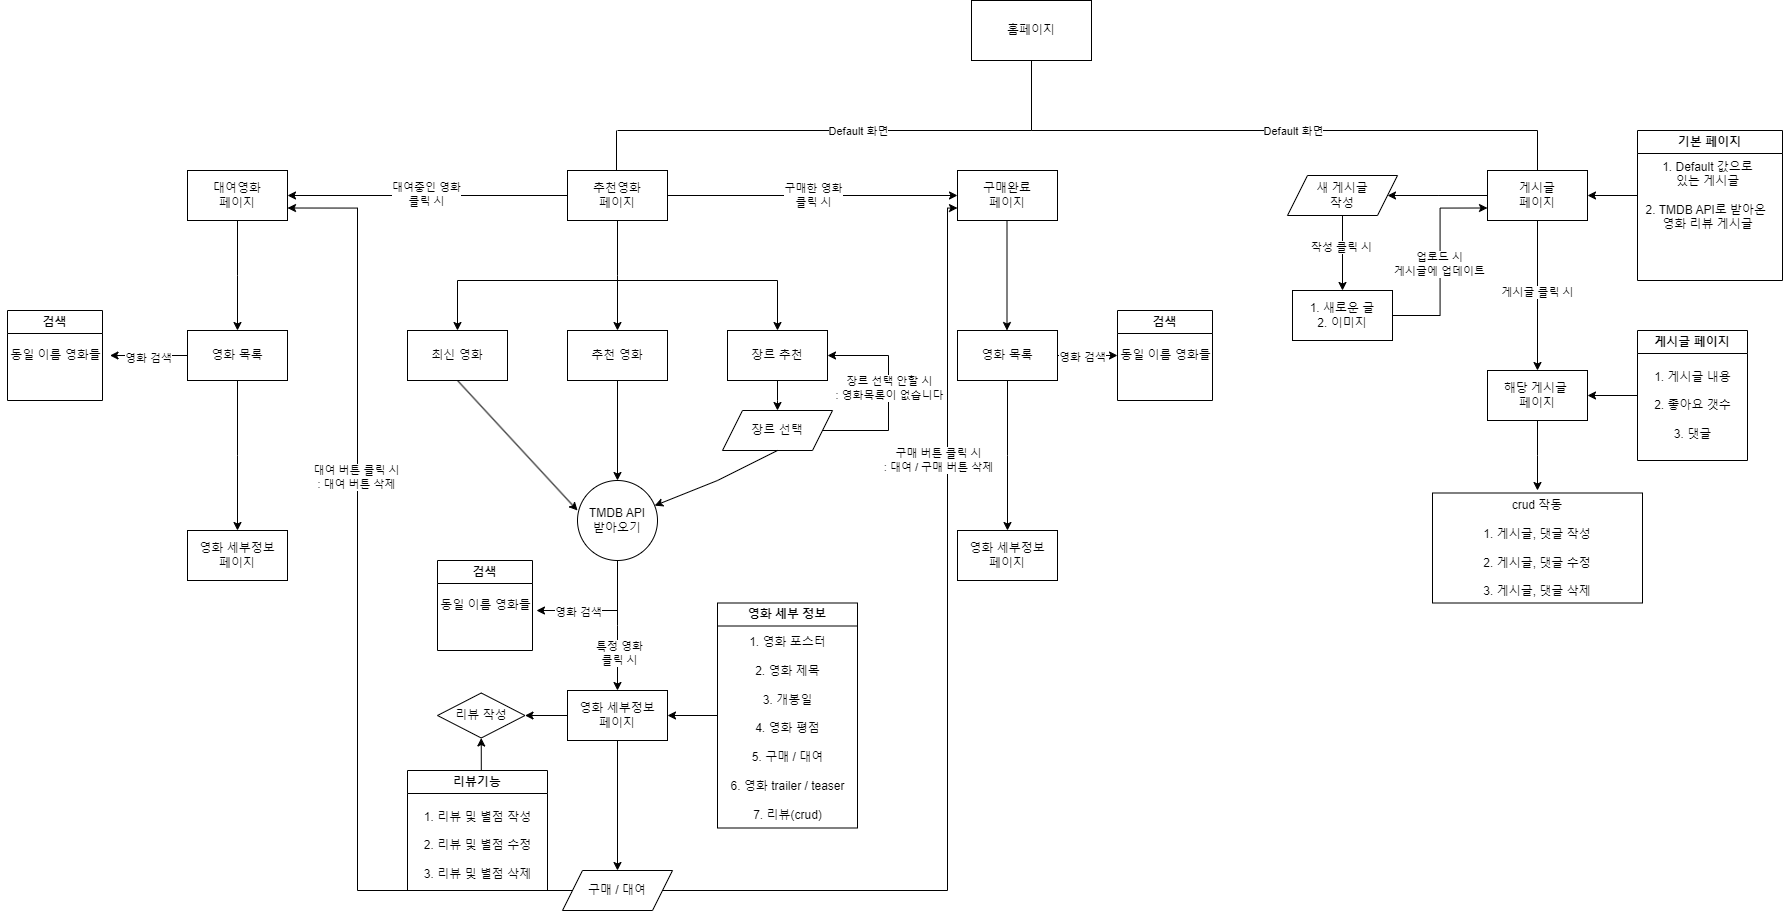 홈페이지
Default 화면
Default 화면
대여영화
페이지
대여중인 영화
클릭 시
추천영화
페이지
구매한 영화
클릭 시
구매완료
페이지
새 게시글
작성
게시글
페이지
기본 페이지
1. Default 값으로
있는 게시글
2. TMDB API로 받아온
영화 리뷰 게시글
작성 클릭 시
업로드 시
게시글에 업데이트
1. 새로운 글
2. 이미지
게시글 클릭 시
검색
동일 이름 영화들
영화 검색
영화 목록
최신 영화
추천 영화
장르 추천
장르 선택 안할 시
: 영화목록이 없습니다
장르 선택
영화 목록
영화 검색
검색
동일 이름 영화들
해당 게시글
페이지
게시글 페이지
1. 게시글 내용
2. 좋아요 갯수
3. 댓글
대여 버튼 클릭 시
: 대여 버튼 삭제
구매 버튼 클릭 시
: 대여 / 구매 버튼 삭제
TMDB API
받아오기
영화 세부정보
페이지
영화 세부정보
페이지
crud 작동
1. 게시글, 댓글 작성
2. 게시글, 댓글 수정
3. 게시글, 댓글 삭제
검색
동일 이름 영화들
영화 검색
특정 영화
클릭 시
영화 세부 정보
1. 영화 포스터
2. 영화 제목
3. 개봉일
4. 영화 평점
5. 구매 / 대여
6. 영화 trailer / teaser
7. 리뷰(crud)
리뷰 작성
영화 세부정보
페이지
리뷰기능
1. 리뷰 및 별점 작성
2. 리뷰 및 별점 수정
3. 리뷰 및 별점 삭제
구매 / 대여